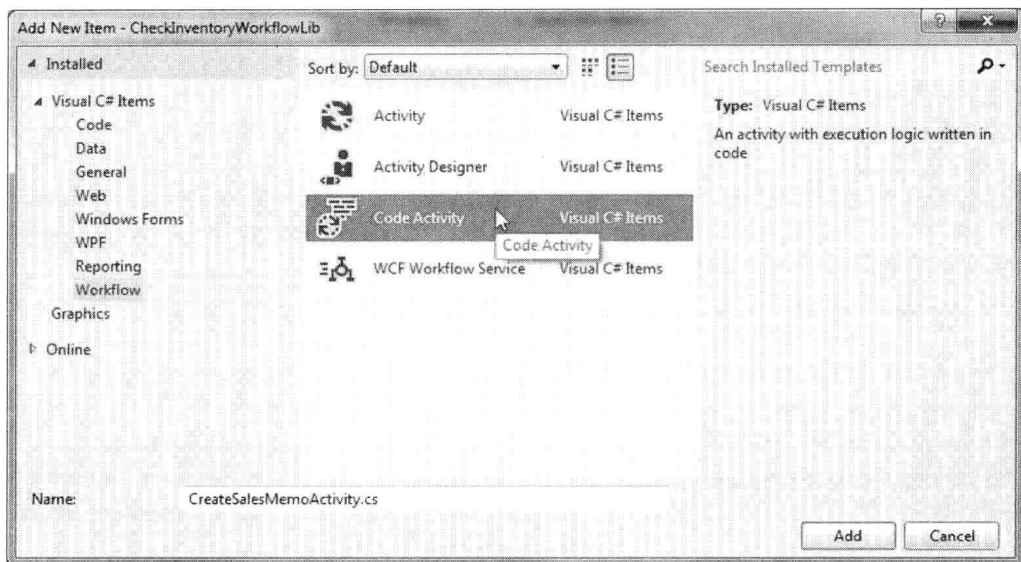 Add New Item - CheckInventoryWorkflowLib
Installed
Visual C# Items
Code
Data
General
Web
Windows Forms
WPF
Reporting
Workflow
Graphics
Online
Sort by: Default
Activity Visual C# Items
Activity Designer Visual C# Items
Code Activity Visual C# Items
Code Activity
WCF Workflow Service Visual C# Items
Search Installed Templates
Type: Visual C# Items
An activity with execution logic written in
code
Name: CreateSalesMemoActivity.cs
Add Cancel